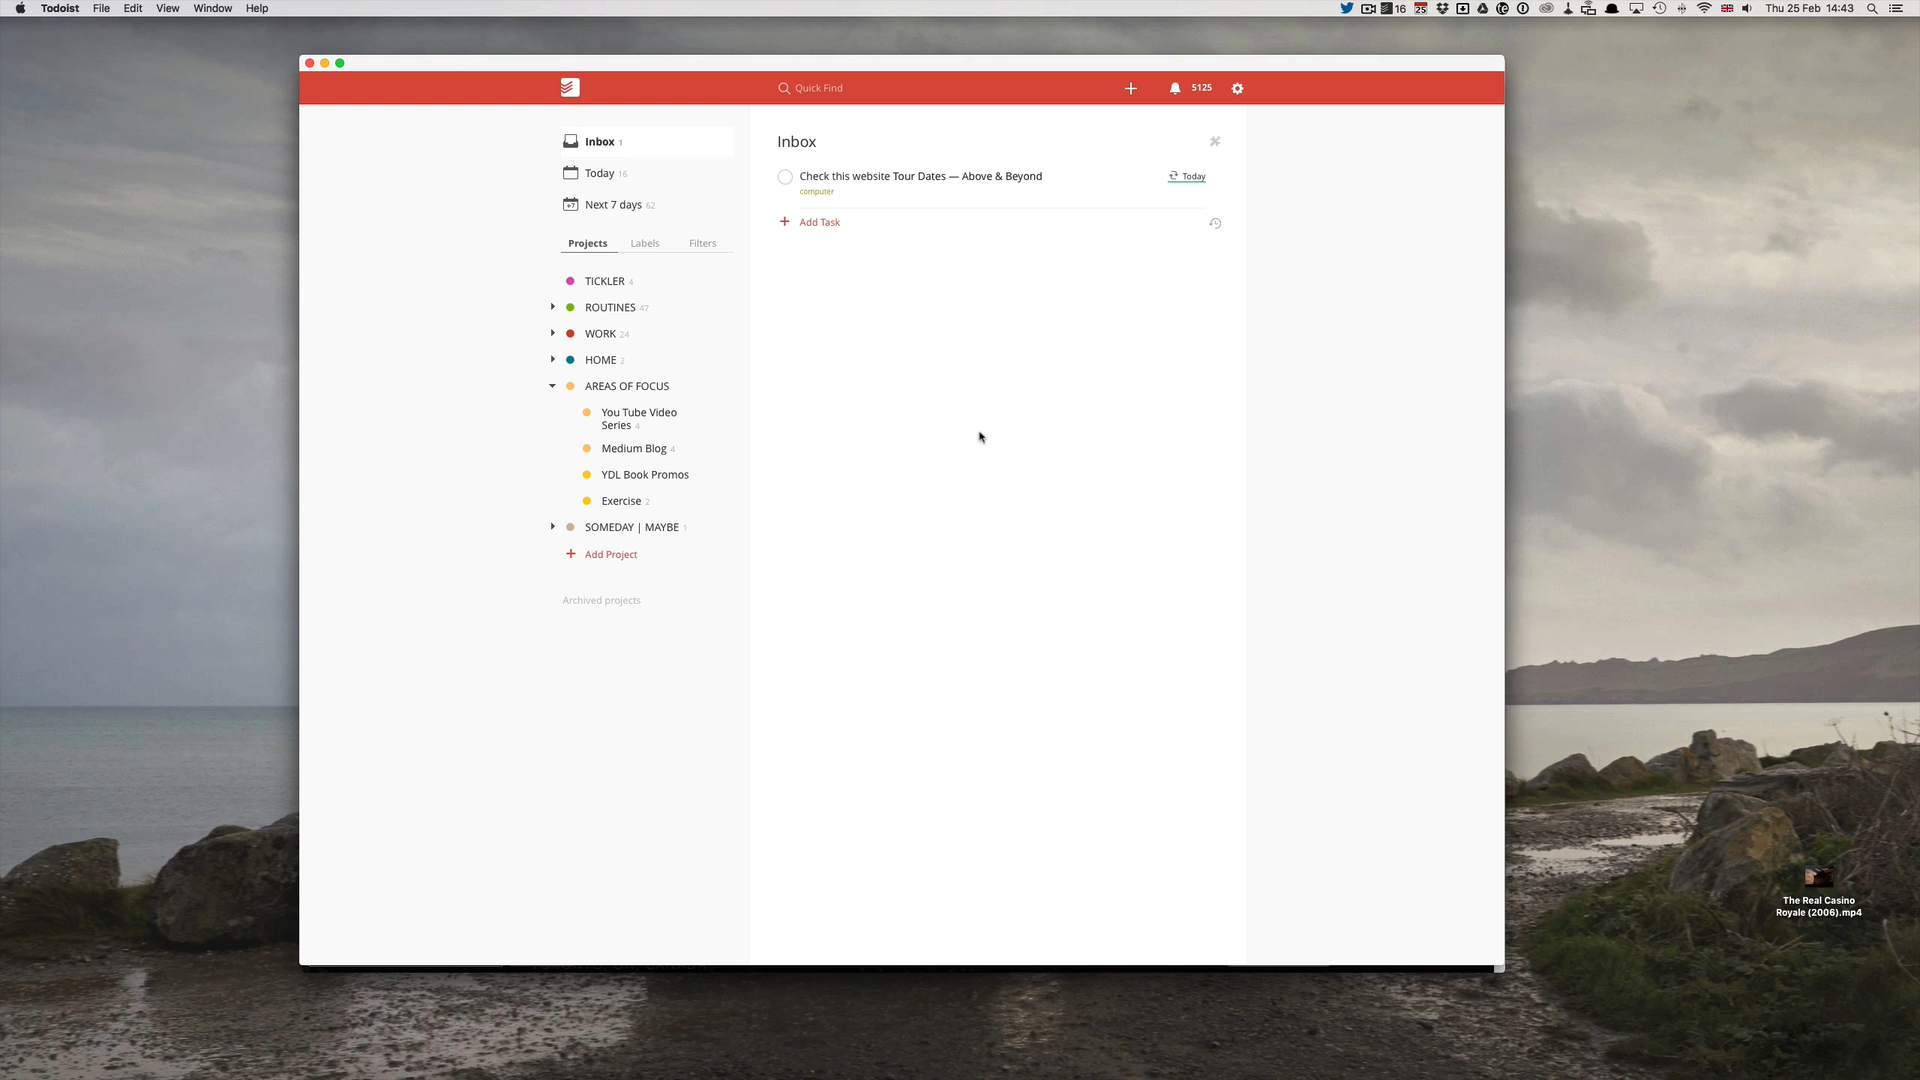 Todoist File Edit View Window Help 16 25 Thu 25 Feb 14:43
Quick Find 5125
Inbox 1
Today 16
+7 Next 7 days 62
Projects Labels Filters
TICKLER 4
ROUTINES 47
WORK 24
HOME 2
AREAS OF FOCUS
You Tube Video
Series 4
Medium Blog 4
YDL Book Promos
Exercise 2
SOMEDAY | MAYBE 1
+ Add Project
Archived projects
Inbox
Check this website Tour Dates — Above & Beyond Today
computer
+ Add Task
The Real Casino
Royale (2006).mp4